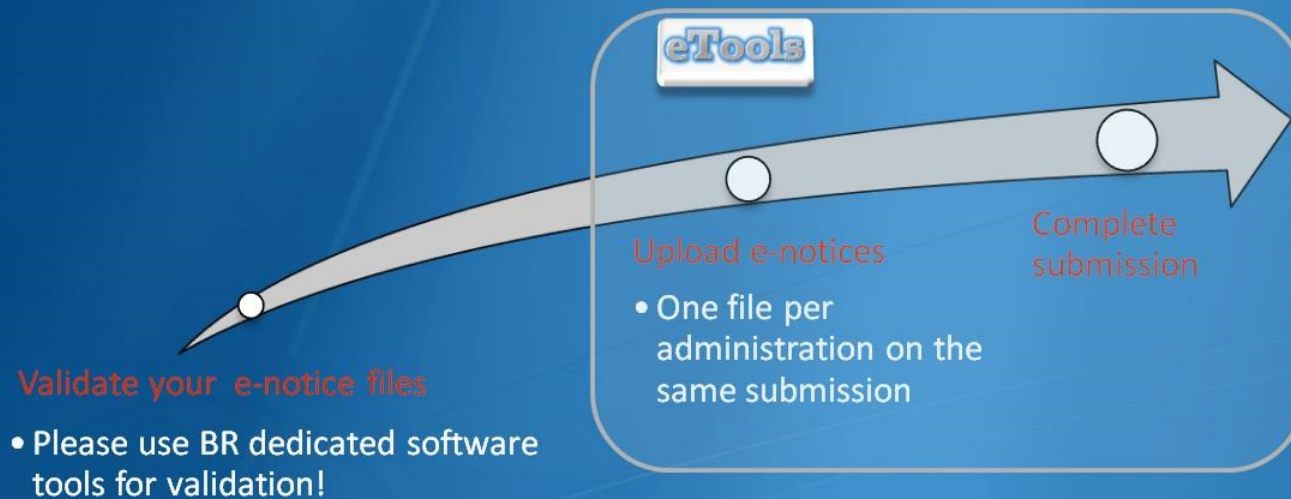 eTools
Validate your e-notice files
• Please use BR dedicated software
tools for validation!
Upload e-notices
• One file per
administration on the
same submission
Complete
submission